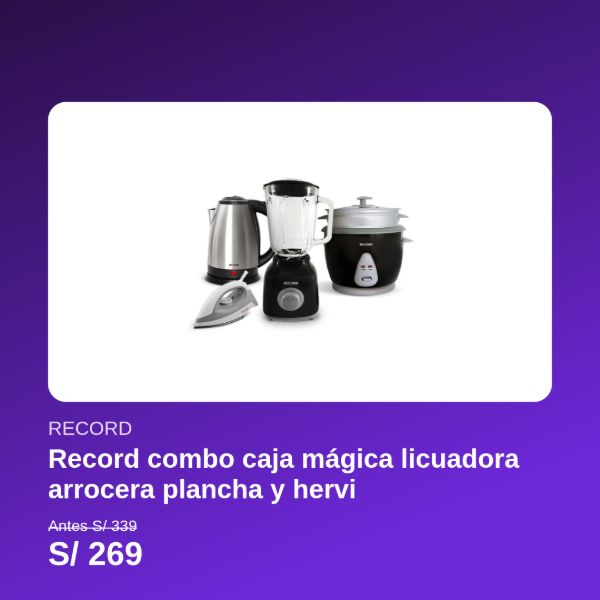 RECORD
Record combo caja mágica licuadora
arrocera plancha y hervi
Antes S/ 339
S/ 269